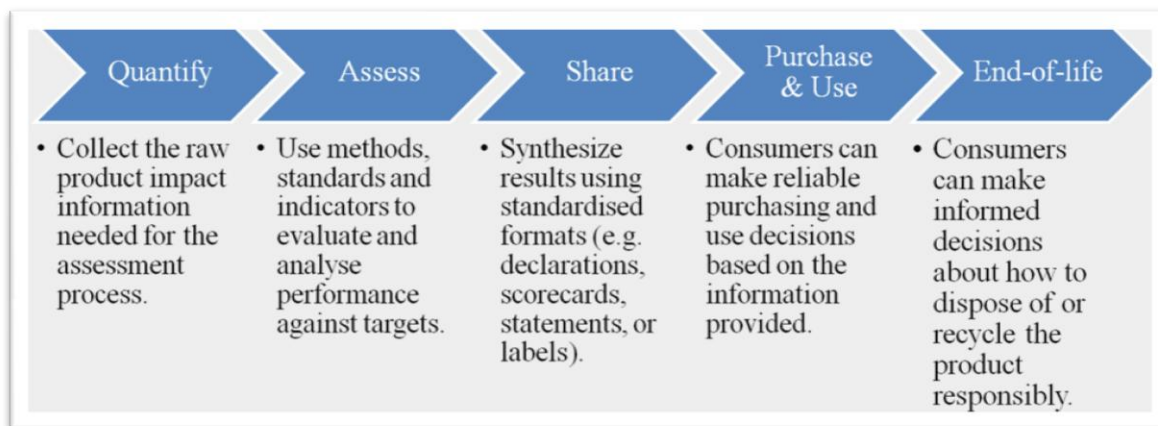 Quantify
Assess
Share
Purchase
& Use
End-of-life
• Collect the raw
product impact
information
needed for the
assessment
process.
• Use methods,
standards and
indicators to
evaluate and
analyse
performance
against targets.
• Synthesize
results using
standardised
formats (e.g.
declarations,
scorecards,
statements, or
labels).
• Consumers can
make reliable
purchasing and
use decisions
based on the
information
provided.
• Consumers
can make
informed
decisions
about how to
dispose of or
recycle the
product
responsibly.